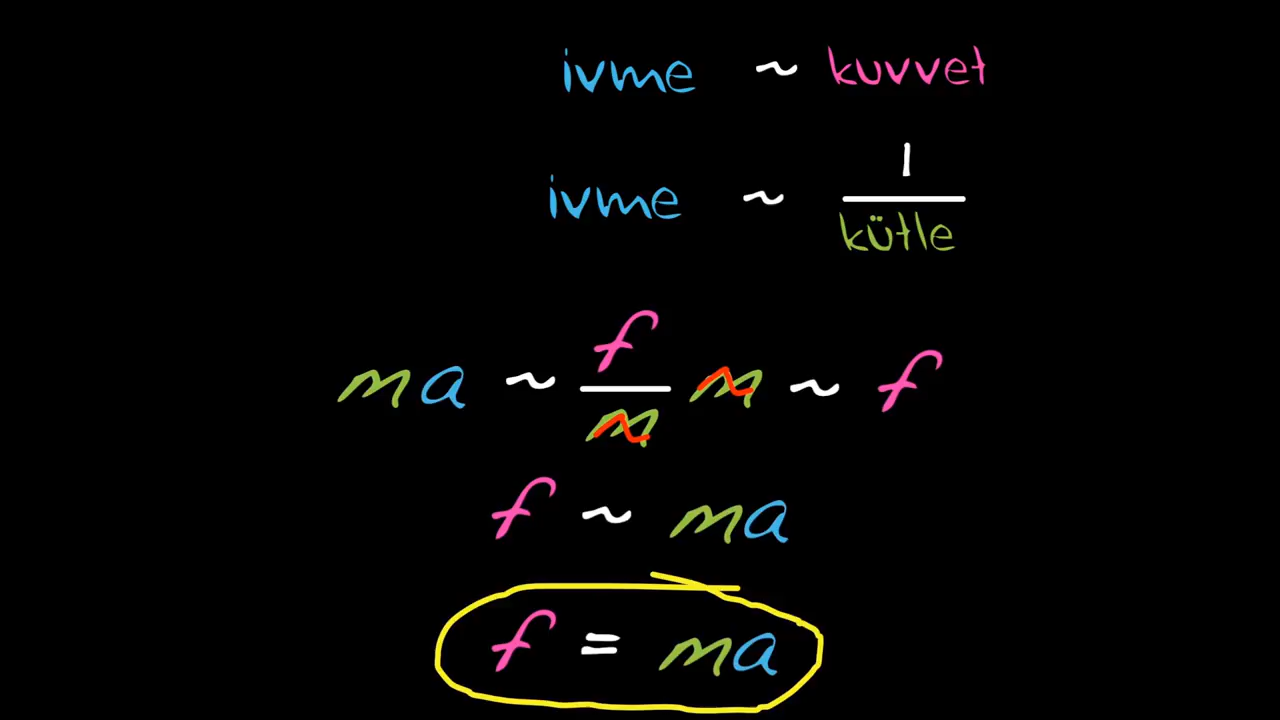 ivme ~ kuvvet
ivme ~ 1/kütle
ma ~ f/m m ~ f
f ~ ma
f = ma